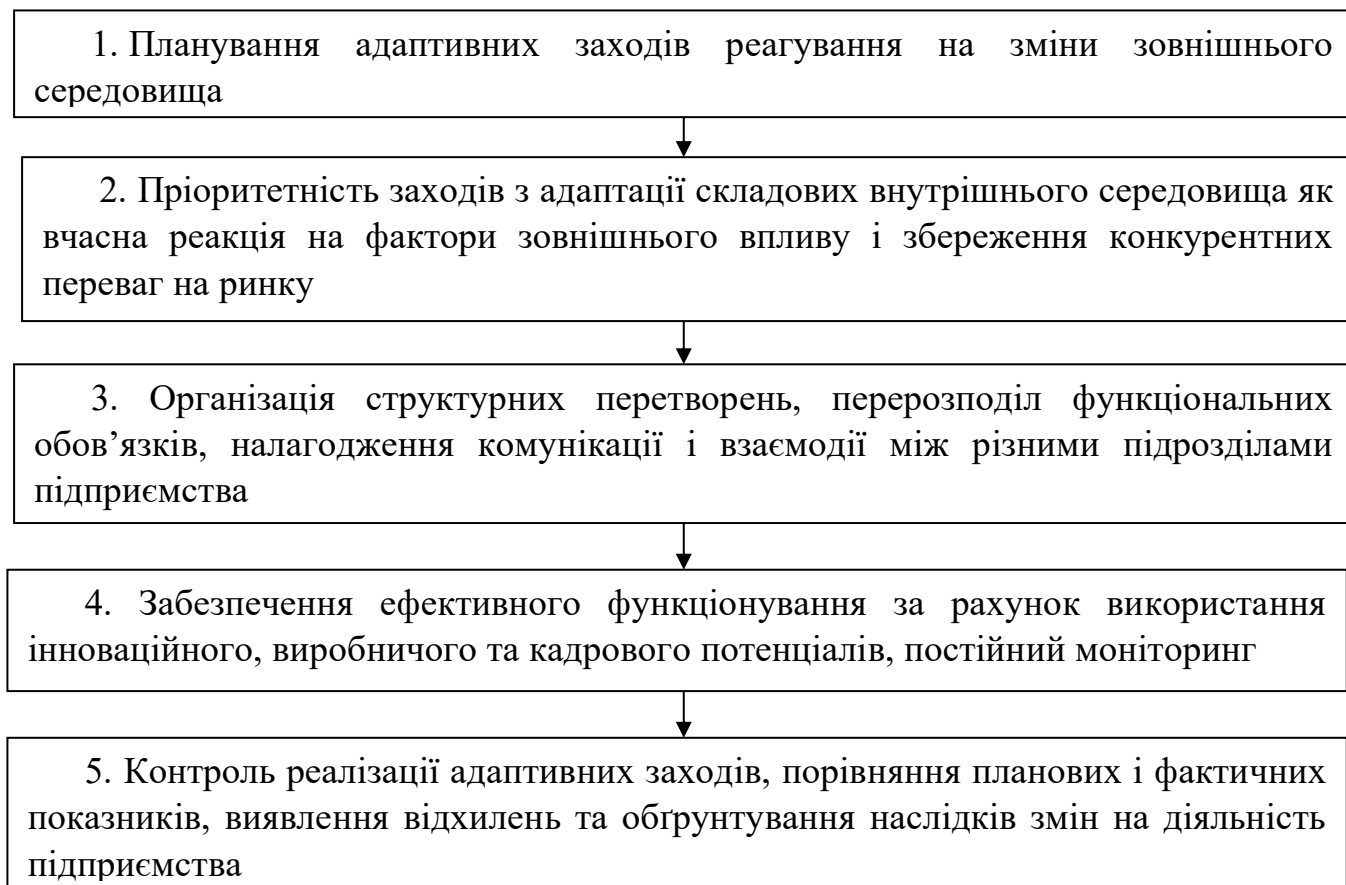 1. Планування адаптивних заходів реагування на зміни зовнішнього
середовища
2. Пріоритетність заходів з адаптації складових внутрішнього середовища як
вчасна реакція на фактори зовнішнього впливу і збереження конкурентних
переваг на ринку
3. Організація структурних перетворень, перерозподіл функціональних
обов’язків, налагодження комунікації і взаємодії між різними підрозділами
підприємства
4. Забезпечення ефективного функціонування за рахунок використання
інноваційного, виробничого та кадрового потенціалів, постійний моніторинг
5. Контроль реалізації адаптивних заходів, порівняння планових і фактичних
показників, виявлення відхилень та обґрунтування наслідків змін на діяльність
підприємства